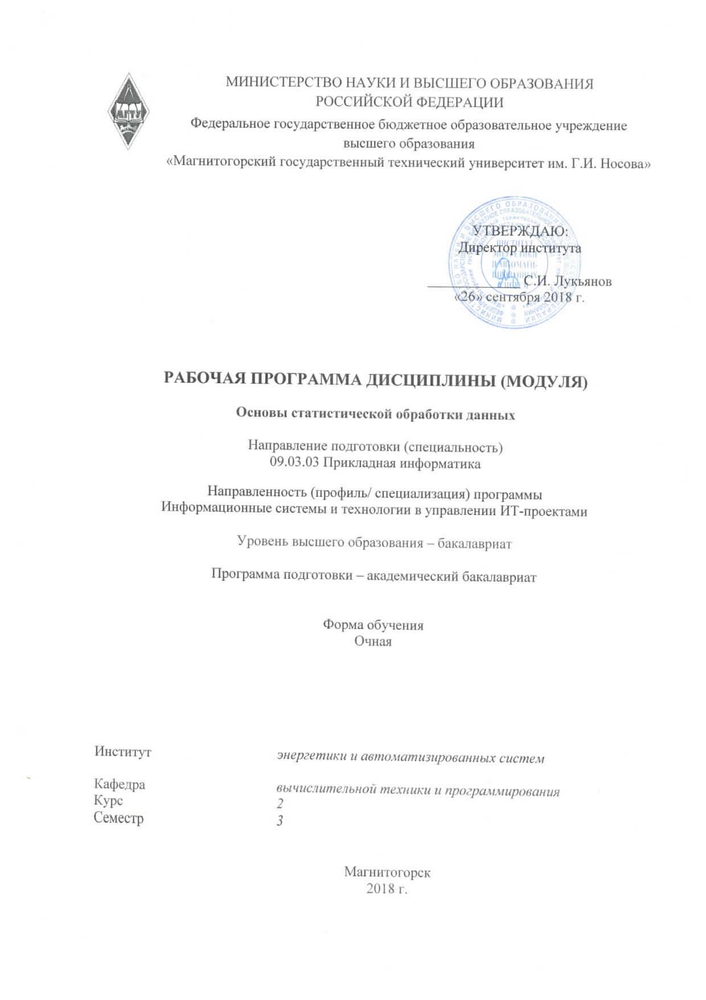 МГТУ
МИНИСТЕРСТВО НАУКИ И ВЫСШЕГО ОБРАЗОВАНИЯ
РОССИЙСКОЙ ФЕДЕРАЦИИ
Федеральное государственное бюджетное образовательное учреждение
высшего образования
«Магнитогорский государственный технический университет им. Г.И. Носова»
УТВЕРЖДАЮ:
Директор института
С.И. Лукьянов
«26» сентября 2018 г.
РАБОЧАЯ ПРОГРАММА ДИСЦИПЛИНЫ (МОДУЛЯ)
Основы статистической обработки данных
Направление подготовки (специальность)
09.03.03 Прикладная информатика
Направленность (профиль/ специализация) программы
Информационные системы и технологии в управлении ИТ-проектами
Уровень высшего образования – бакалавриат
Программа подготовки – академический бакалавриат
Форма обучения
Очная
Институт энергетики и автоматизированных систем
Кафедра вычислительной техники и программирования
Курс 2
Семестр 3
Магнитогорск
2018 г.